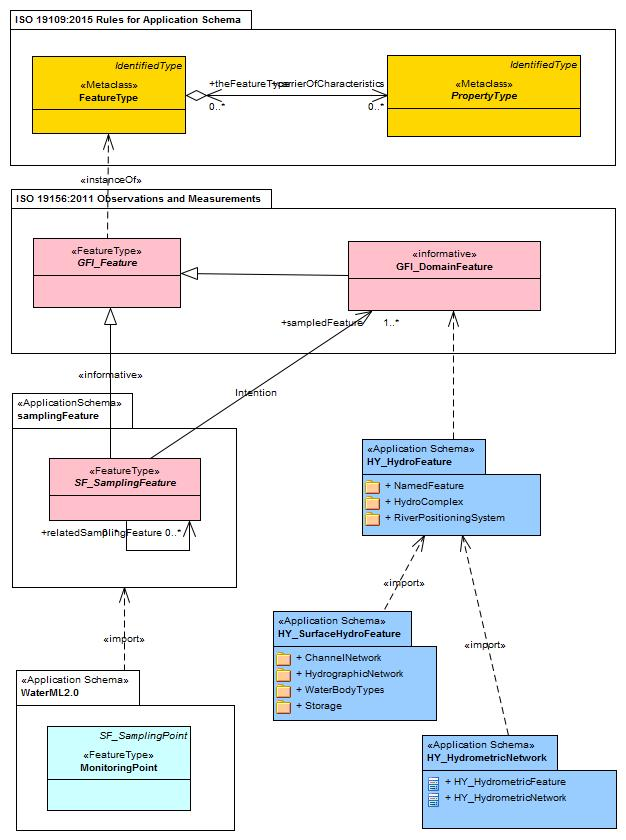 ISO 19109:2015 Rules for Application Schema
IdentifiedType
«Metaclass»
FeatureType
+theFeatureType
+carrierOfCharacteristics
0..*
0..*
IdentifiedType
«Metaclass»
PropertyType
«instanceOf»
ISO 19156:2011 Observations and Measurements
«FeatureType»
GFI_Feature
«informative»
GFI_DomainFeature
+sampledFeature
1..*
«informative»
Intention
«ApplicationSchema»
samplingFeature
«FeatureType»
SF_SamplingFeature
+relatedSamplingFeature 0..*
0..*
«Application Schema»
HY_HydroFeature
+ NamedFeature
+ HydroComplex
+ RiverPositioningSystem
«import»
«import»
«import»
«Application Schema»
HY_SurfaceHydroFeature
+ ChannelNetwork
+ HydrographicNetwork
+ WaterBodyTypes
+ Storage
«Application Schema»
WaterML2.0
SF_SamplingPoint
«FeatureType»
MonitoringPoint
«Application Schema»
HY_HydrometricNetwork
+ HY_HydrometricFeature
+ HY_HydrometricNetwork